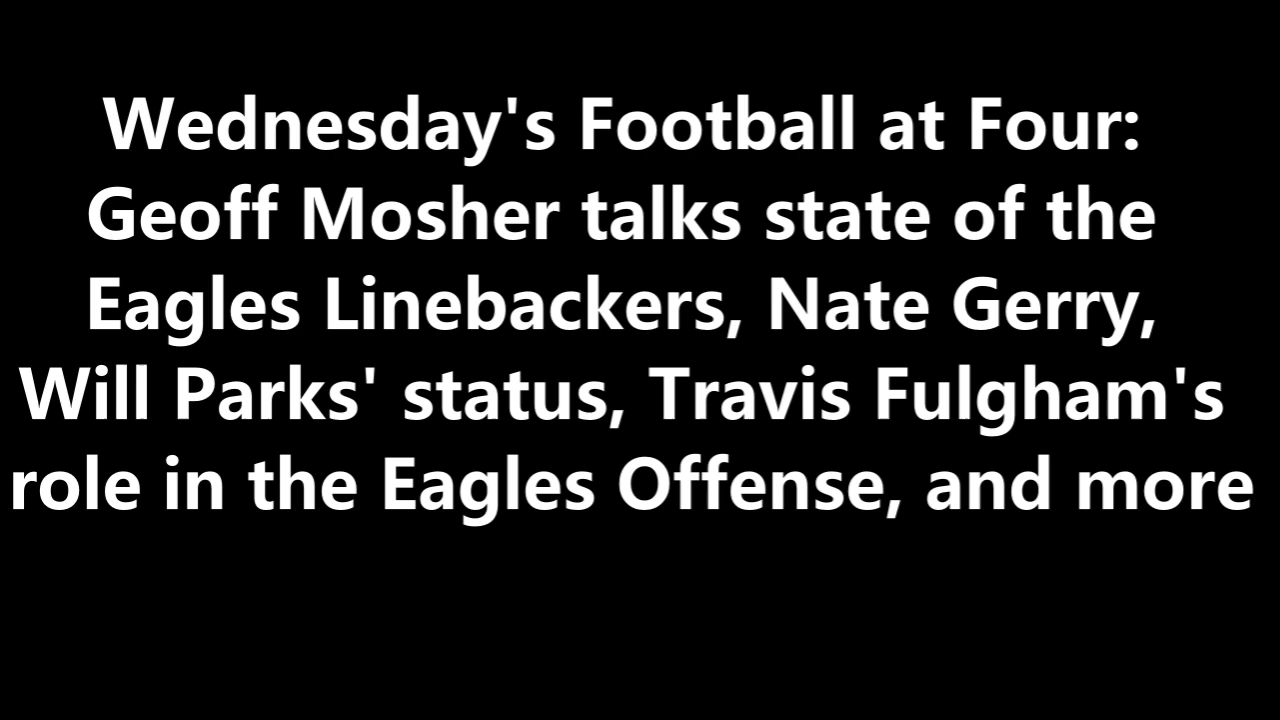 Wednesday's Football at Four:
Geoff Mosher talks state of the
Eagles Linebackers, Nate Gerry,
Will Parks' status, Travis Fulgham's
role in the Eagles Offense, and more